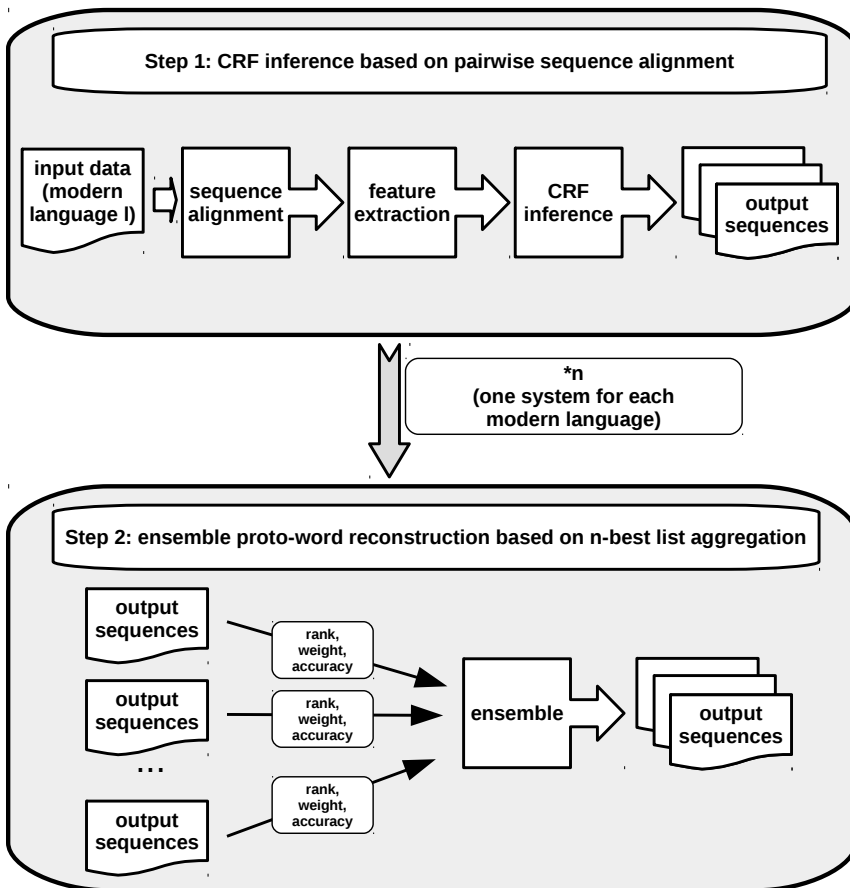 Step 1: CRF inference based on pairwise sequence alignment
input data
(modern
language l)
sequence
alignment
feature
extraction
CRF
inference
output
sequences
*n
(one system for each
modern language)
Step 2: ensemble proto-word reconstruction based on n-best list aggregation
output
sequences
rank,
weight,
accuracy
output
sequences
rank,
weight,
accuracy
...
output
sequences
rank,
weight,
accuracy
ensemble
output
sequences